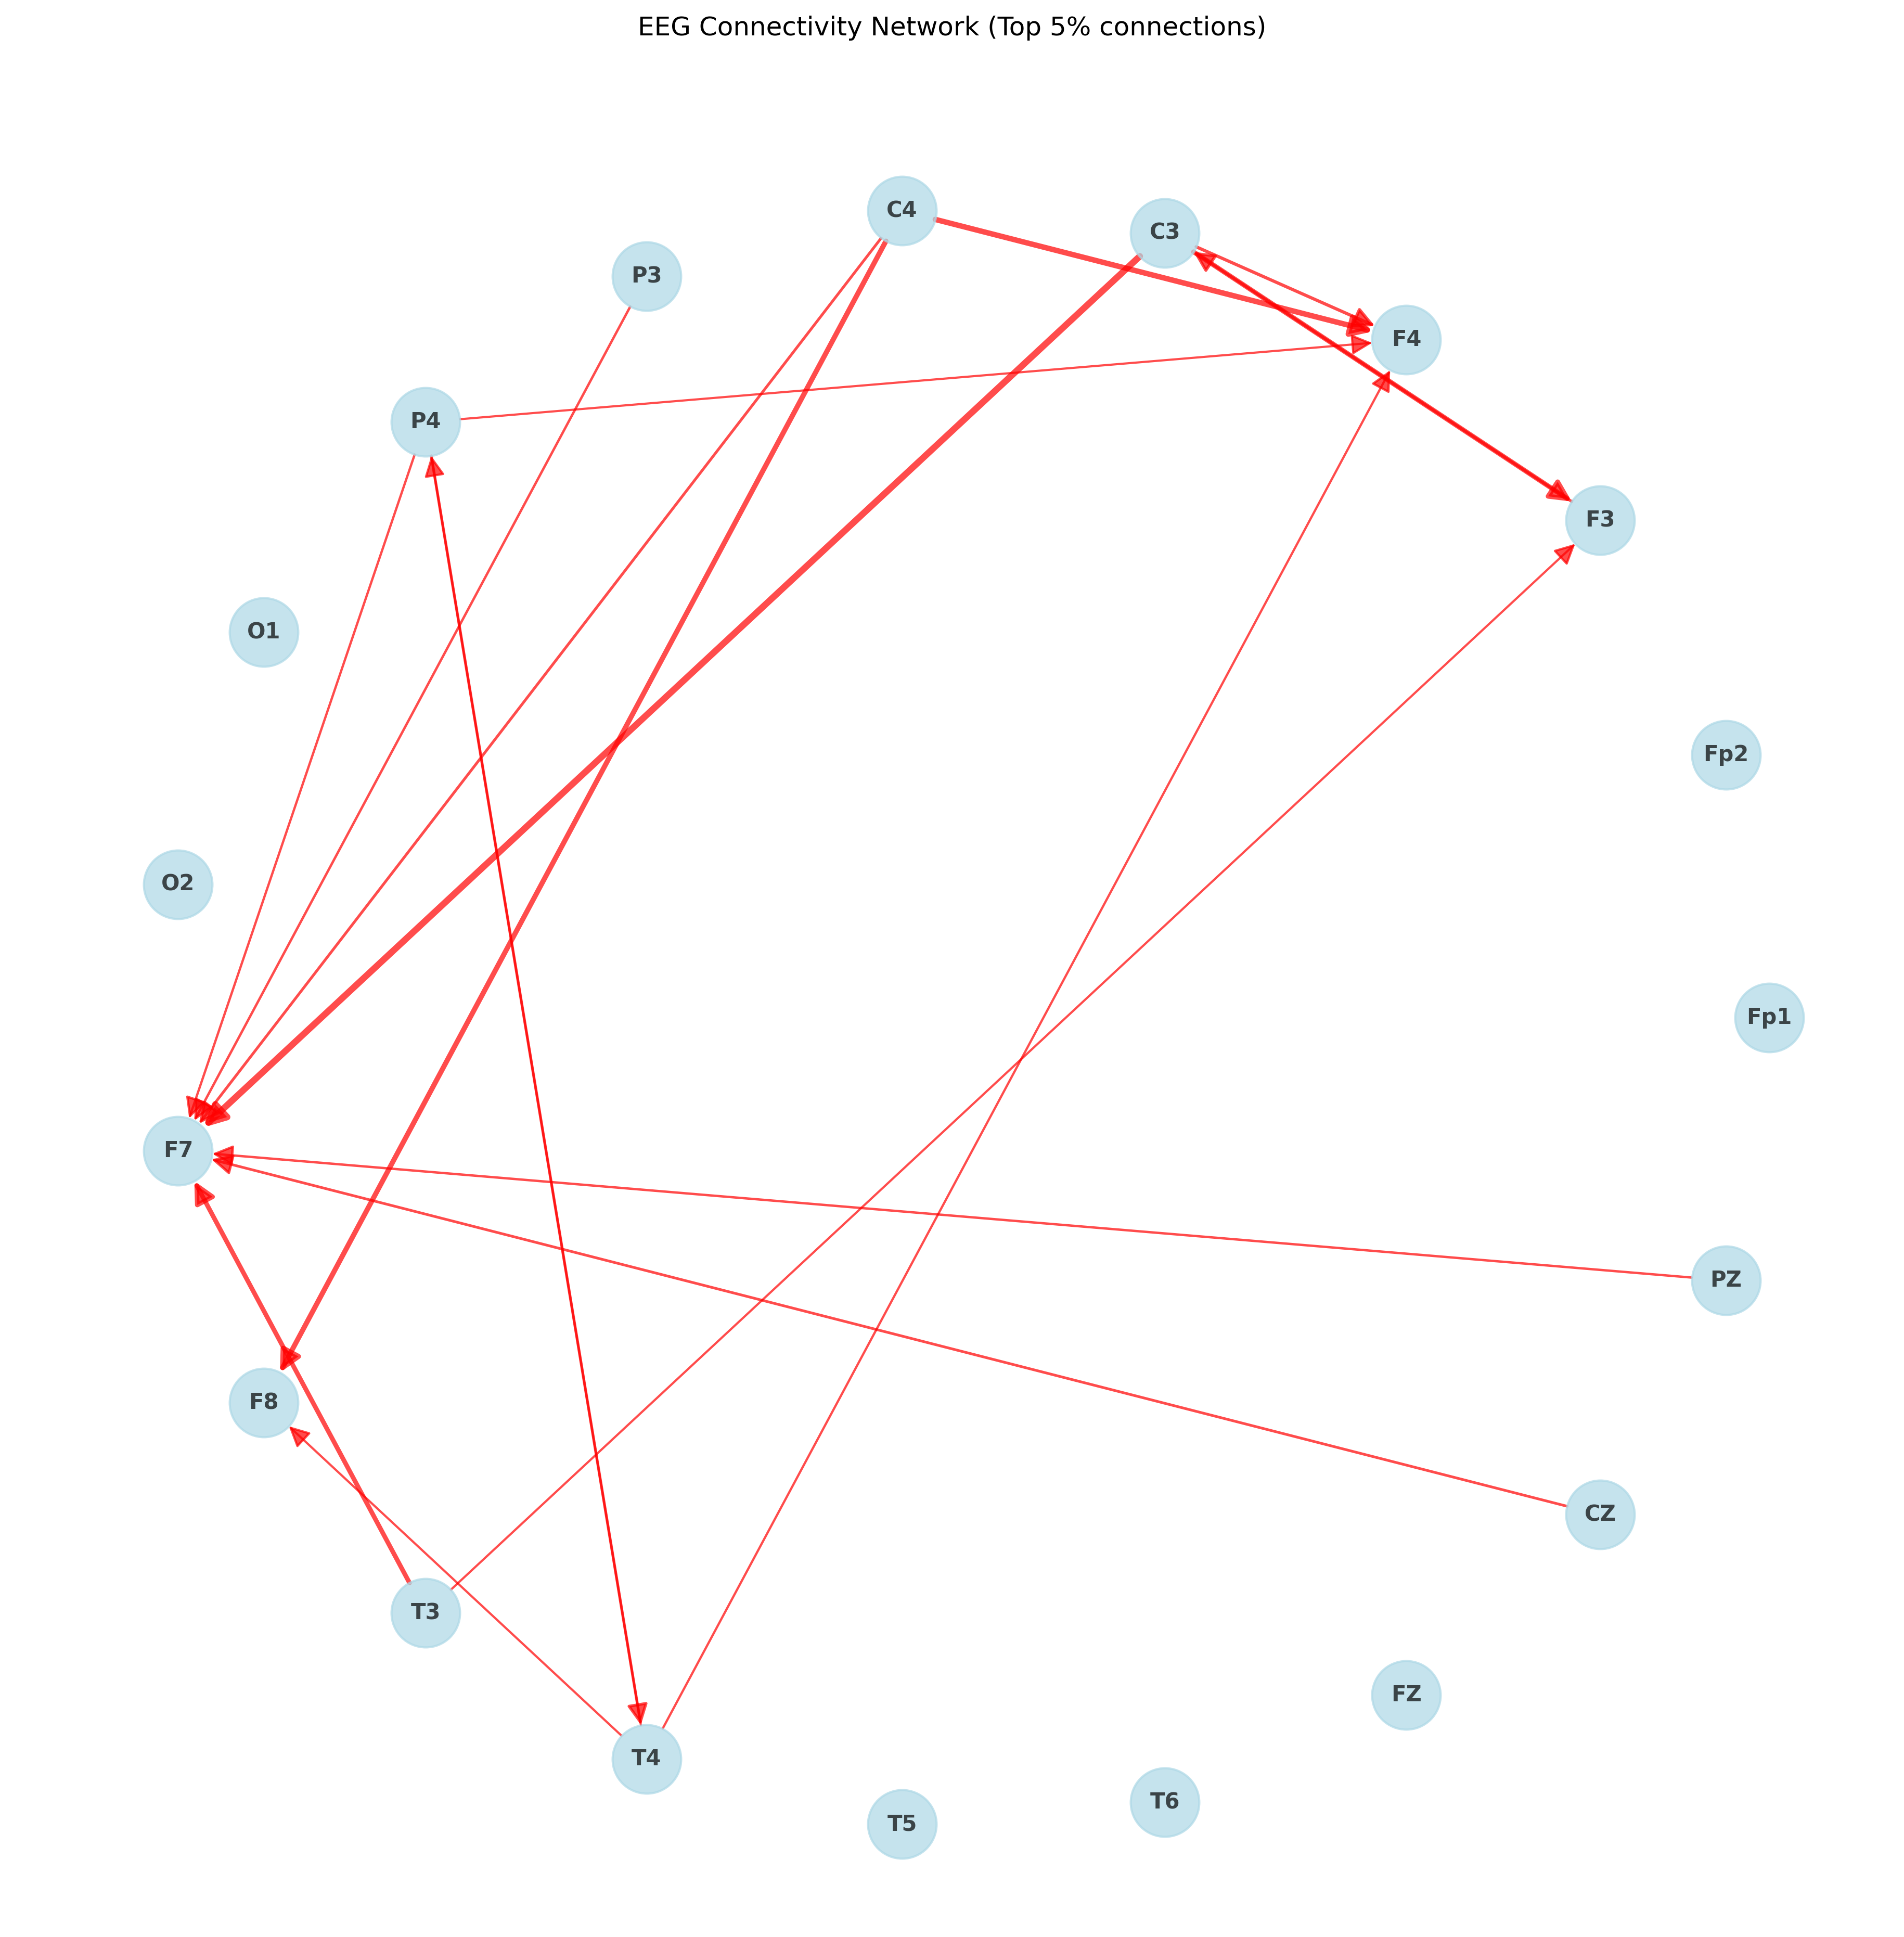 EEG Connectivity Network (Top 5% connections)
C4
C3
P3
F4
P4
F3
O1
Fp2
O2
Fp1
F7
PZ
F8
CZ
T3
FZ
T4
T6
T5